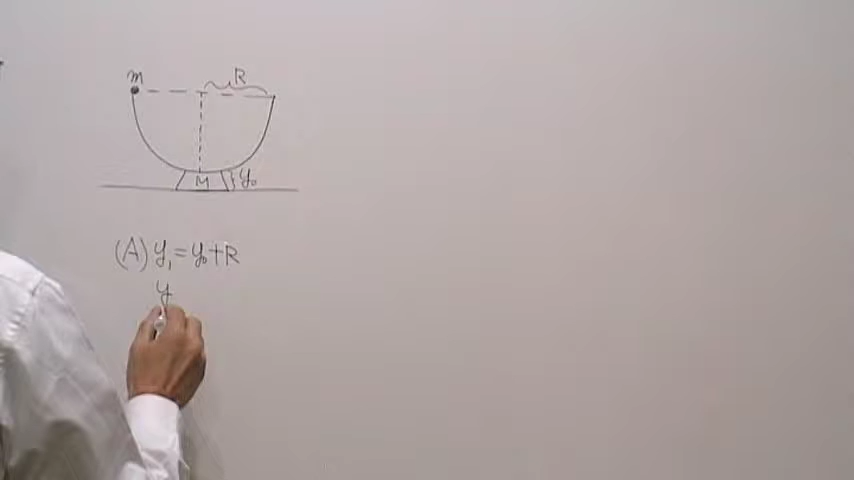 m
R
M
y₀
(A) y₁ = y₀ + R
y